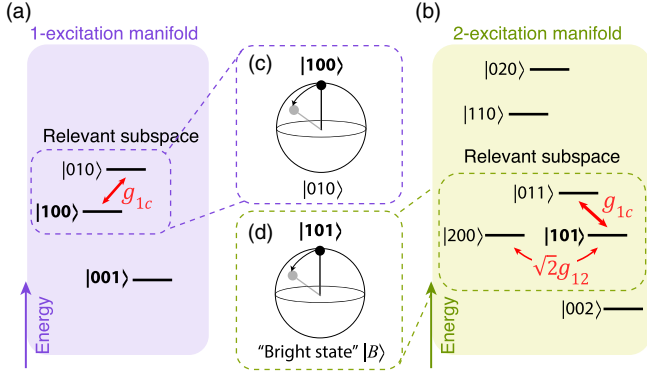 (a)
1-excitation manifold
Relevant subspace
|010⟩
g1c
|100⟩
|001⟩
Energy
(c)
|100⟩
|010⟩
(d)
|101⟩
"Bright state" |B⟩
(b)
2-excitation manifold
|020⟩
|110⟩
Relevant subspace
|011⟩
g1c
|200⟩
|101⟩
√2g12
|002⟩
Energy